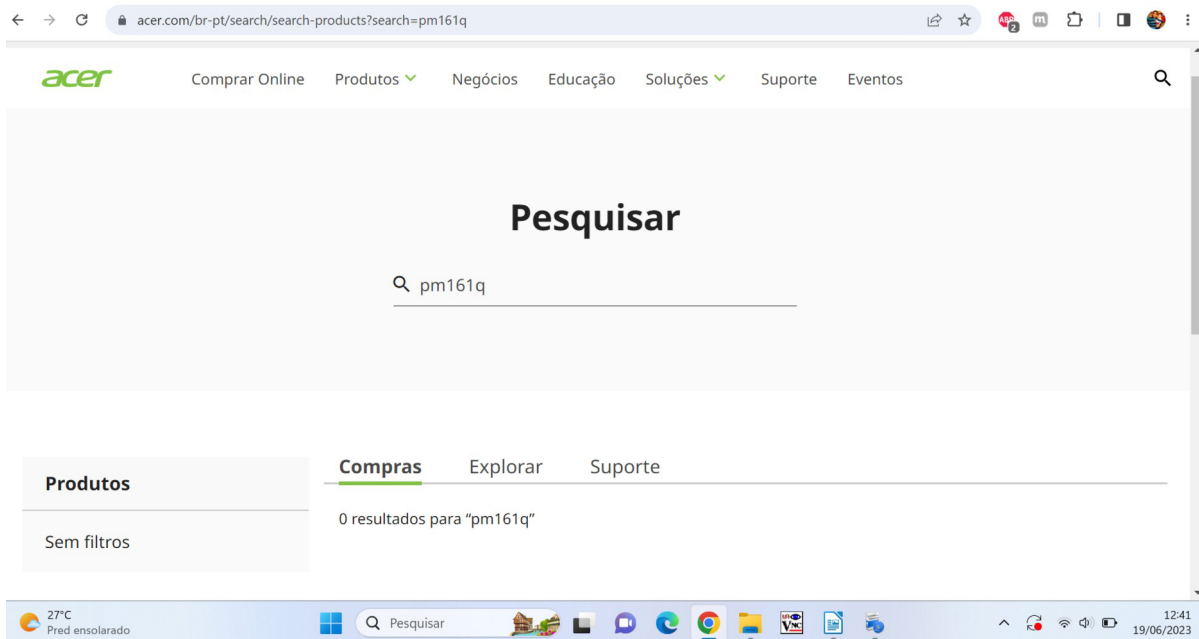 acer.com/br-pt/search/search-products?search=pm161q
ABP
2
m
acer
Comprar Online Produtos Negócios Educação Soluções Suporte Eventos
Pesquisar
pm161q
Produtos
Sem filtros
Compras Explorar Suporte
0 resultados para “pm161q”
27°C
Pred ensolarado
Pesquisar
12:41
19/06/2023